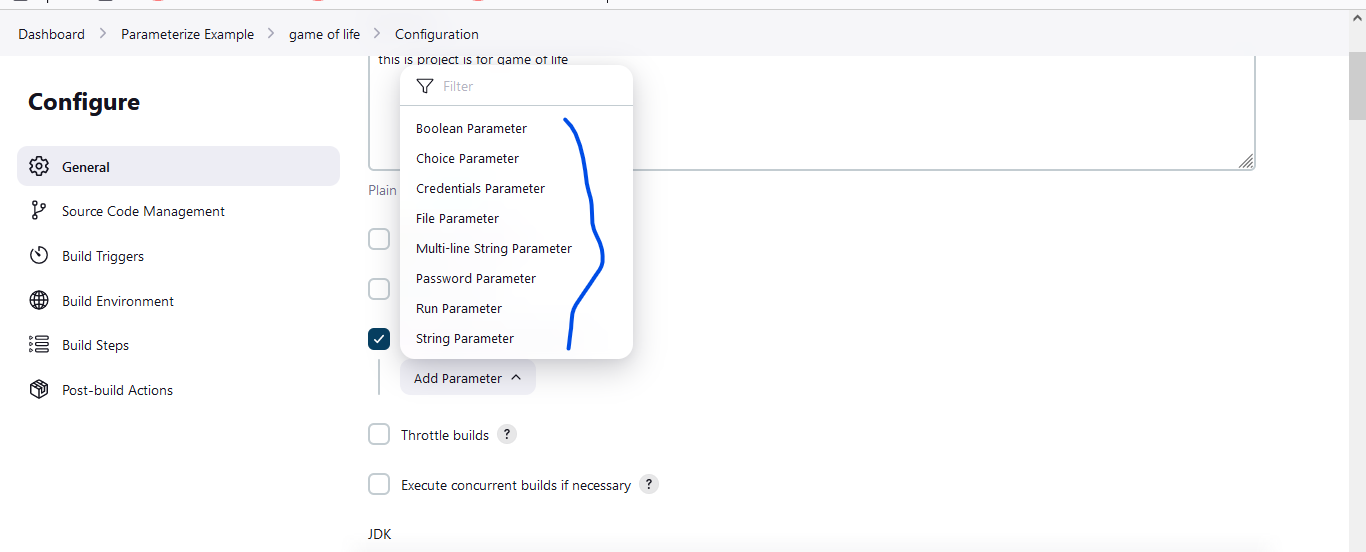 Dashboard > Parameterize Example > game of life > Configuration
this is project is for game of life
Configure
General
Source Code Management
Build Triggers
Build Environment
Build Steps
Post-build Actions
Filter
Boolean Parameter
Choice Parameter
Credentials Parameter
File Parameter
Multi-line String Parameter
Password Parameter
Run Parameter
String Parameter
Plain
Add Parameter
Throttle builds ?
Execute concurrent builds if necessary ?
JDK